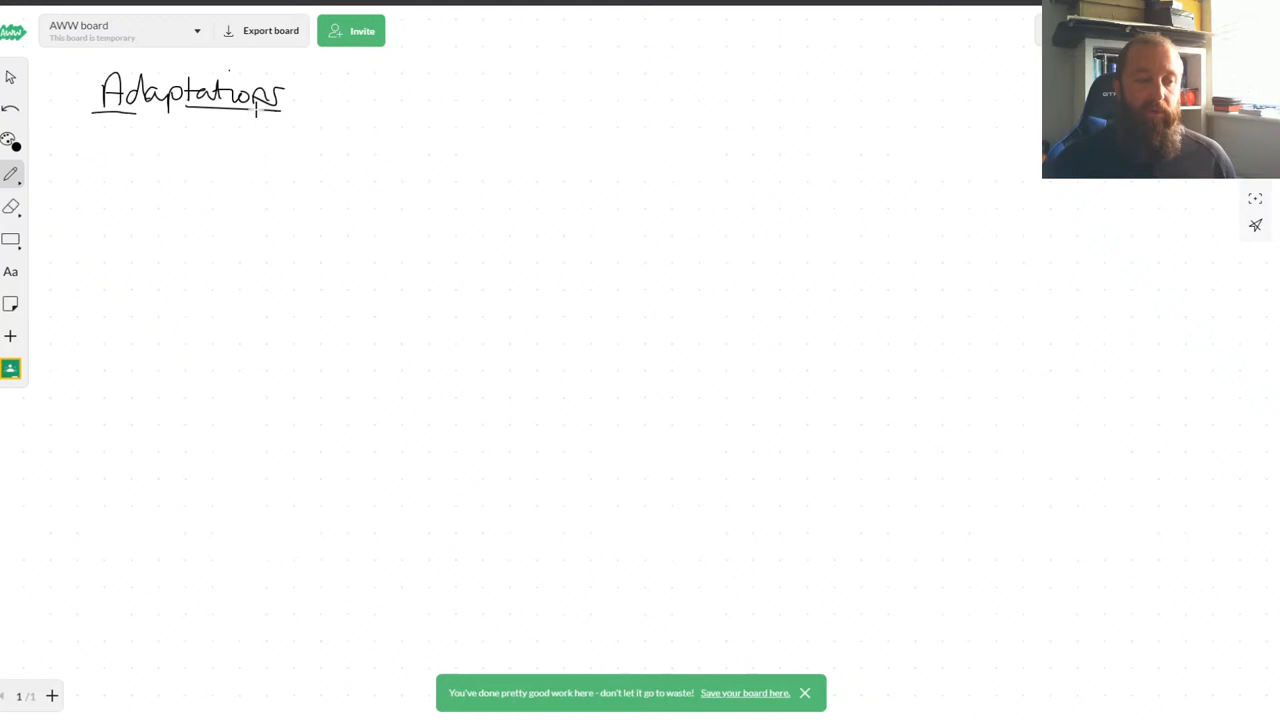 AWW
AWW board
This board is temporary
Export board
Invite
Adaptations
Aa
1 /1
You've done pretty good work here - don't let it go to waste! Save your board here.